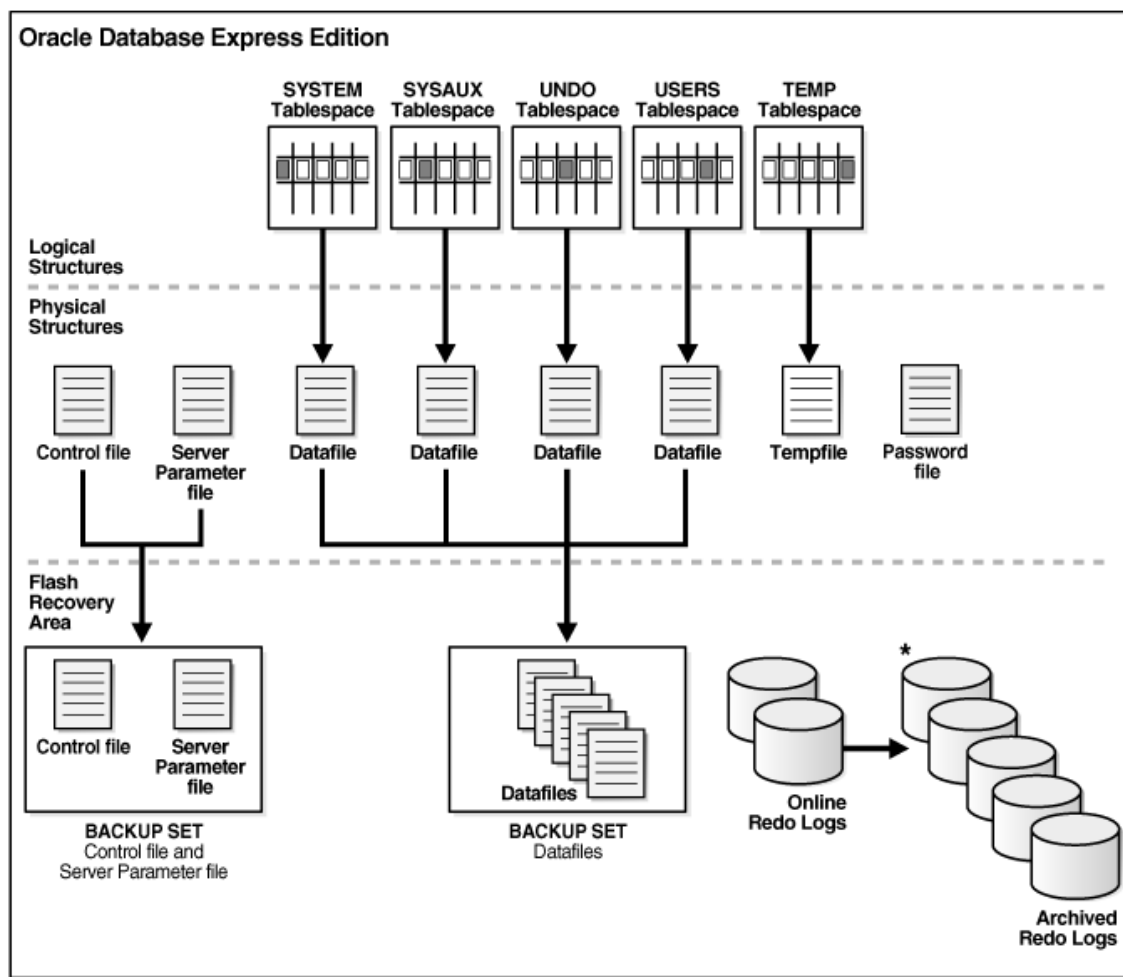 Oracle Database Express Edition
SYSTEM
Tablespace
SYSAUX
Tablespace
UNDO
Tablespace
USERS
Tablespace
TEMP
Tablespace
Logical
Structures
Physical
Structures
Control file
Server
Parameter
file
Datafile
Datafile
Datafile
Datafile
Tempfile
Password
file
Flash
Recovery
Area
Control file
Server
Parameter
file
BACKUP SET
Control file and
Server Parameter file
Datafiles
BACKUP SET
Datafiles
Online
Redo Logs
*
Archived
Redo Logs